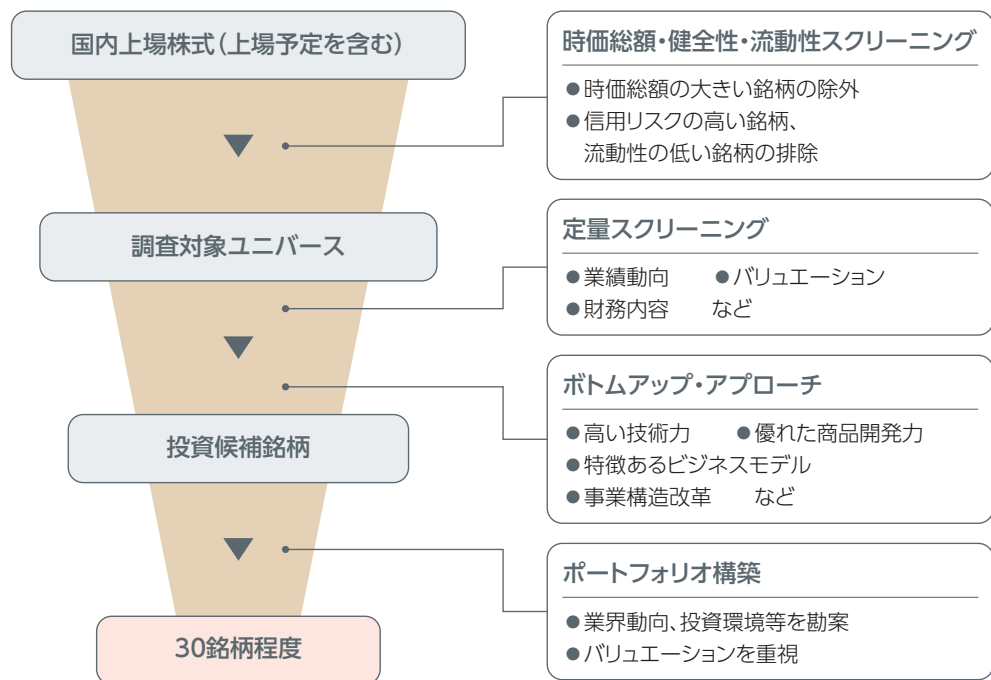 国内上場株式（上場予定を含む）
時価総額・健全性・流動性スクリーニング
●時価総額の大きい銘柄の除外
●信用リスクの高い銘柄、
流動性の低い銘柄の排除
調査対象ユニバース
定量スクリーニング
●業績動向　●バリュエーション
●財務内容　など
ボトムアップ・アプローチ
●高い技術力　●優れた商品開発力
●特徴あるビジネスモデル
●事業構造改革　など
投資候補銘柄
ポートフォリオ構築
●業界動向、投資環境等を勘案
●バリュエーションを重視
30銘柄程度